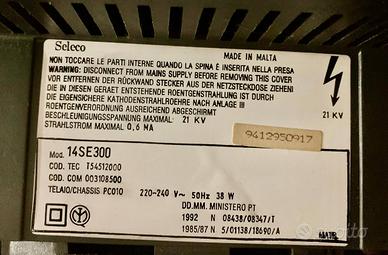 Seleco
MADE IN MALTA
NON TOCCARE LE PARTI INTERNE QUANDO LA SPINA È INSERITA NELLA PRESA
WARNING: DISCONNECT FROM MAINS SUPPLY BEFORE REMOVING THIS COVER
VOR ENTFERNEN DER RÜCKWAND STECKER AUS DER NETZSTECKDOSE ZIEHEN!
DIE IN DIESEN GERAET ENTSTEHENDE ROENTGENSTRAHLUNG IST DURCH
DIE EIGENSICHERE KATHODENSTRAHLROEHRE NACH ANLAGE III
ROENTGENVERORDNUNG AUSREICHEND ABGESCHIRMT
BESCHLEUNIGUNGSSPANNUNG MAXIMAL: 21 KV
STRAHLSTROM MAXIMAL: 0,6 MA
21 KV
9412950917
Mod. 14SE300
COD. TEC T54512000
COD. COM 003108500
TELAIO/CHASSIS PC010 220-240 V~ 50Hz 38 W
DD.MM. MINISTERO PT
1992 N 08438/08347/T
1985/87 N 5/01138/18690/A
Subito